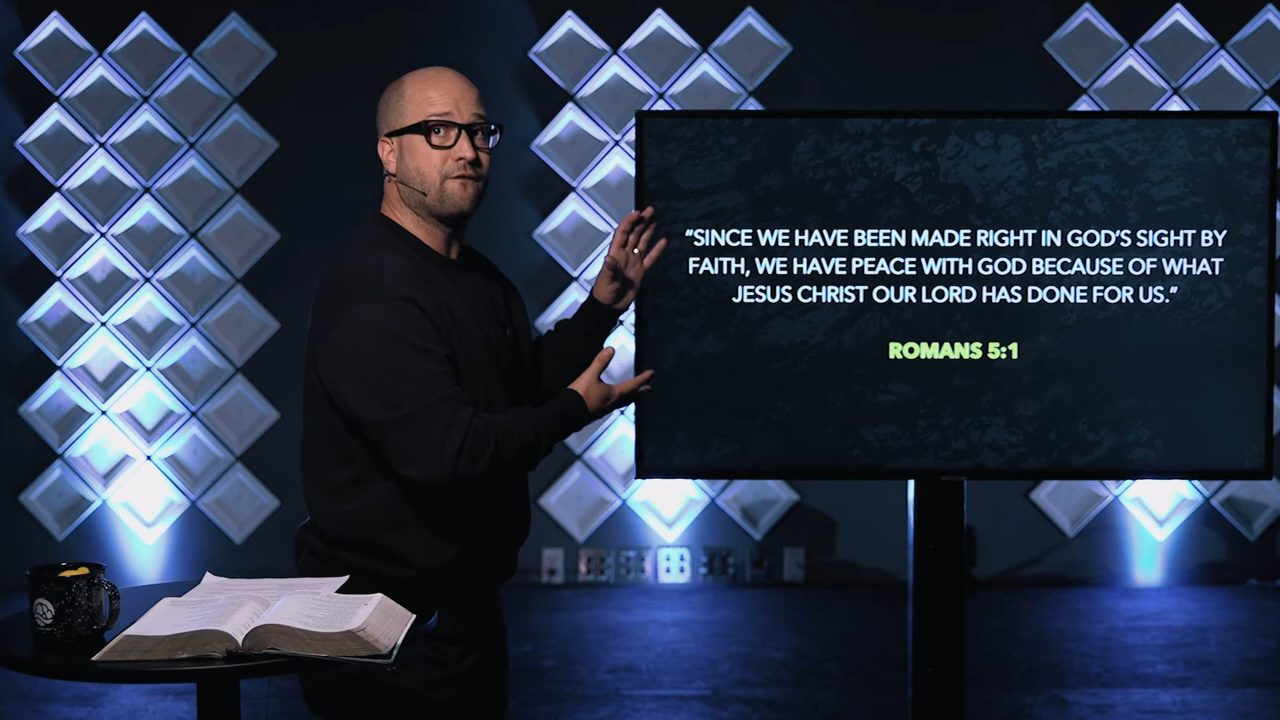 "SINCE WE HAVE BEEN MADE RIGHT IN GOD'S SIGHT BY
FAITH, WE HAVE PEACE WITH GOD BECAUSE OF WHAT
JESUS CHRIST OUR LORD HAS DONE FOR US."
ROMANS 5:1